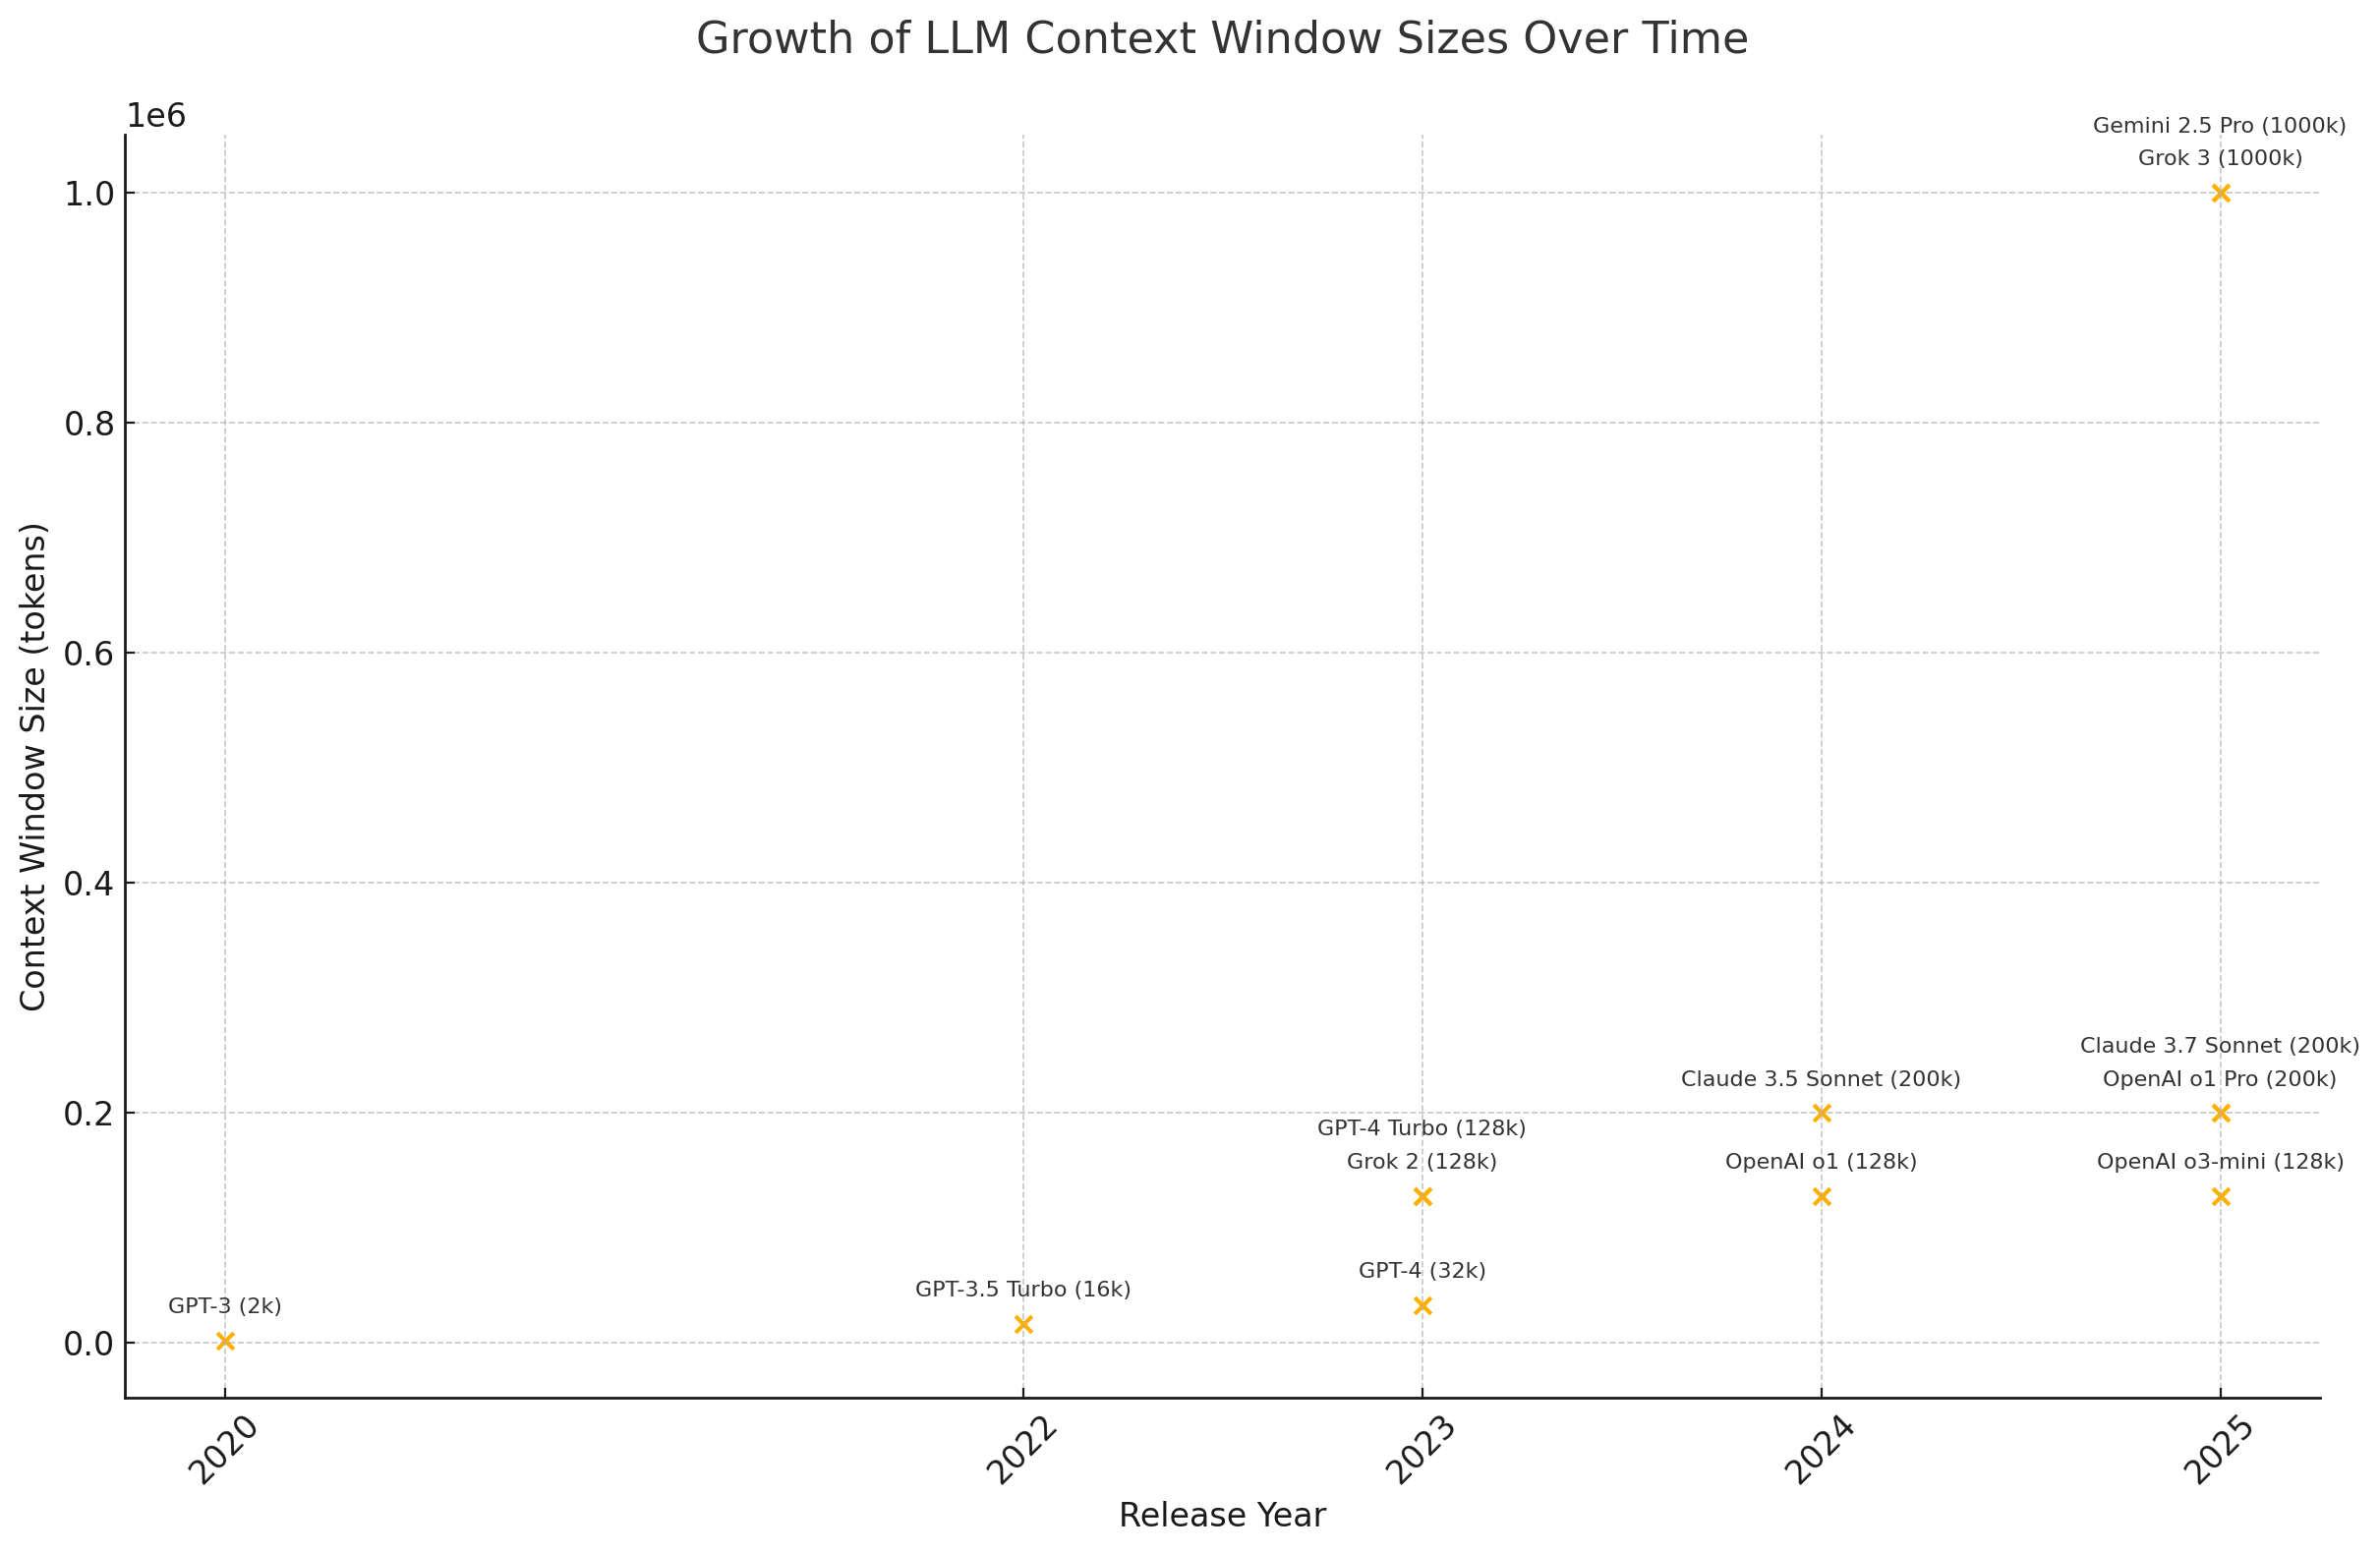 Growth of LLM Context Window Sizes Over Time
1e6
Gemini 2.5 Pro (1000k)
Grok 3 (1000k)
1.0
0.8
0.6
0.4
0.2
0.0
Context Window Size (tokens)
Claude 3.7 Sonnet (200k)
Claude 3.5 Sonnet (200k)
OpenAI o1 Pro (200k)
GPT-4 Turbo (128k)
Grok 2 (128k)
OpenAI o1 (128k)
OpenAI o3-mini (128k)
GPT-4 (32k)
GPT-3.5 Turbo (16k)
GPT-3 (2k)
2020
2022
2023
2024
2025
Release Year